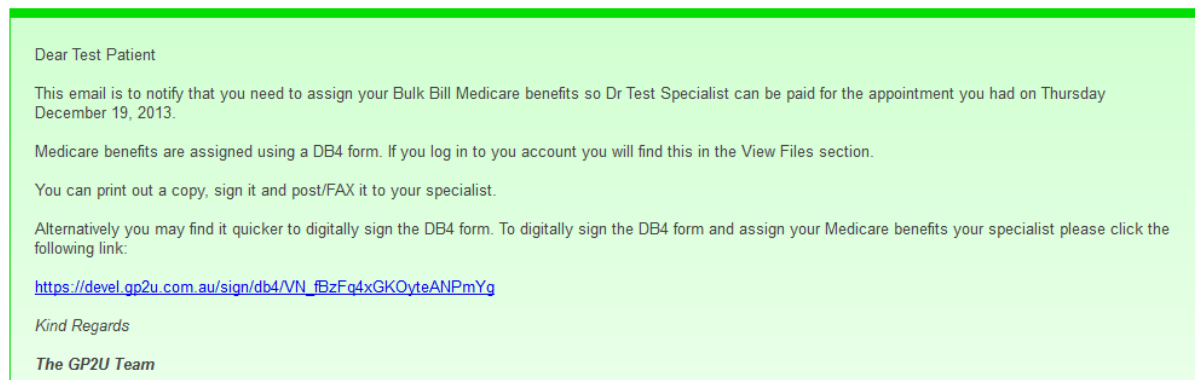 Dear Test Patient
This email is to notify that you need to assign your Bulk Bill Medicare benefits so Dr Test Specialist can be paid for the appointment you had on Thursday
December 19, 2013.
Medicare benefits are assigned using a DB4 form. If you log in to you account you will find this in the View Files section.
You can print out a copy, sign it and post/FAX it to your specialist.
Alternatively you may find it quicker to digitally sign the DB4 form. To digitally sign the DB4 form and assign your Medicare benefits your specialist please click the
following link:
https://devel.gp2u.com.au/sign/db4/VN_fBzFq4xGKOyteANPmYg
Kind Regards
The GP2U Team